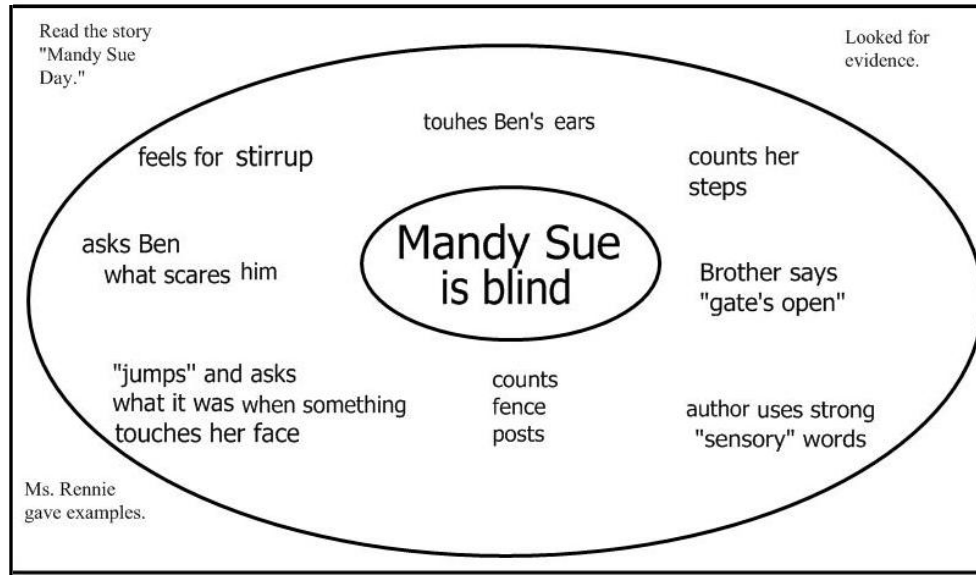 Read the story
"Mandy Sue
Day."
Looked for
evidence.
touhes Ben's ears
feels for stirrup
counts her
steps
asks Ben
what scares him
Mandy Sue
is blind
Brother says
"gate's open"
"jumps" and asks
what it was when something
touches her face
counts
fence
posts
author uses strong
"sensory" words
Ms. Rennie
gave examples.